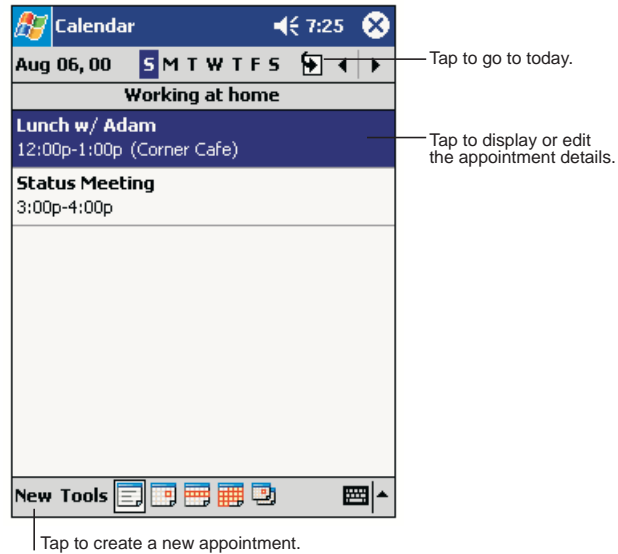 Calendar 7:25
Aug 06, 00 S M T W T F S
Tap to go to today.
Working at home
Lunch w/ Adam
12:00p-1:00p (Corner Cafe)
Tap to display or edit
the appointment details.
Status Meeting
3:00p-4:00p
New Tools
Tap to create a new appointment.